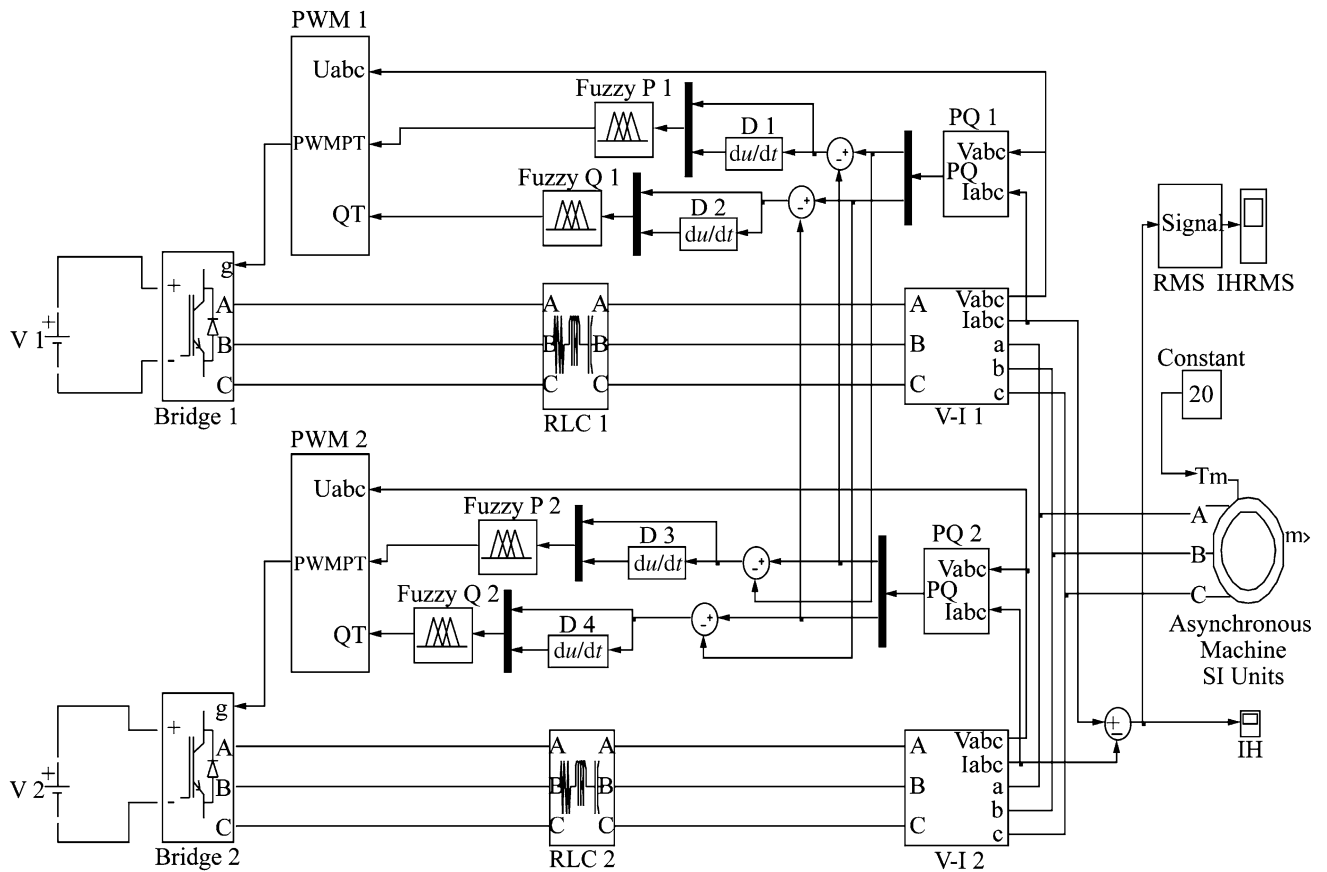 PWM 1
Uabc
PWMPT
QT
Fuzzy P 1
D 1
du/dt
Fuzzy Q 1
D 2
du/dt
PQ 1
Vabc
PQ
Iabc
Signal
RMS
IHRMS
V 1
+
+
-
g
A
B
C
Bridge 1
A
B
C
A
B
C
RLC 1
A
B
C
Vabc
Iabc
a
b
c
V-I 1
Constant
20
Tm
A
B
C
m
Asynchronous
Machine
SI Units
PWM 2
Uabc
PWMPT
QT
Fuzzy P 2
D 3
du/dt
Fuzzy Q 2
D 4
du/dt
PQ 2
Vabc
PQ
Iabc
IH
V 2
+
+
-
g
A
B
C
Bridge 2
A
B
C
A
B
C
RLC 2
A
B
C
Vabc
Iabc
a
b
c
V-I 2